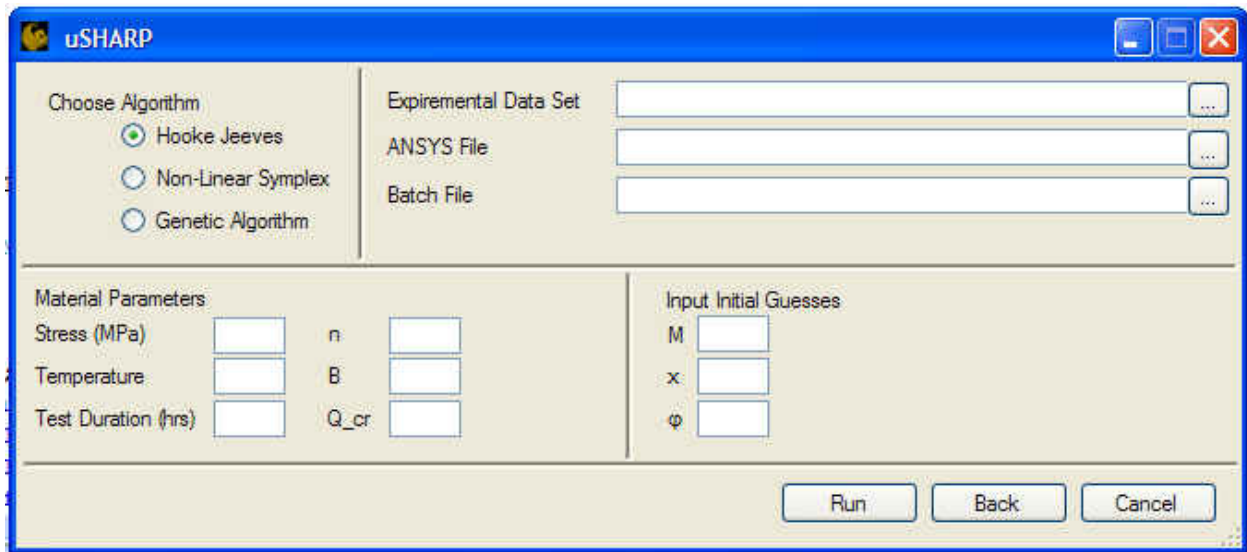 uSHARP
Choose Algorithm
Hooke Jeeves
Non-Linear Symplex
Genetic Algorithm
Expiremental Data Set
...
ANSYS File
...
Batch File
...
Material Parameters
Stress (MPa)
n
Temperature
B
Test Duration (hrs)
Q_cr
Input Initial Guesses
M
x
φ
Run
Back
Cancel